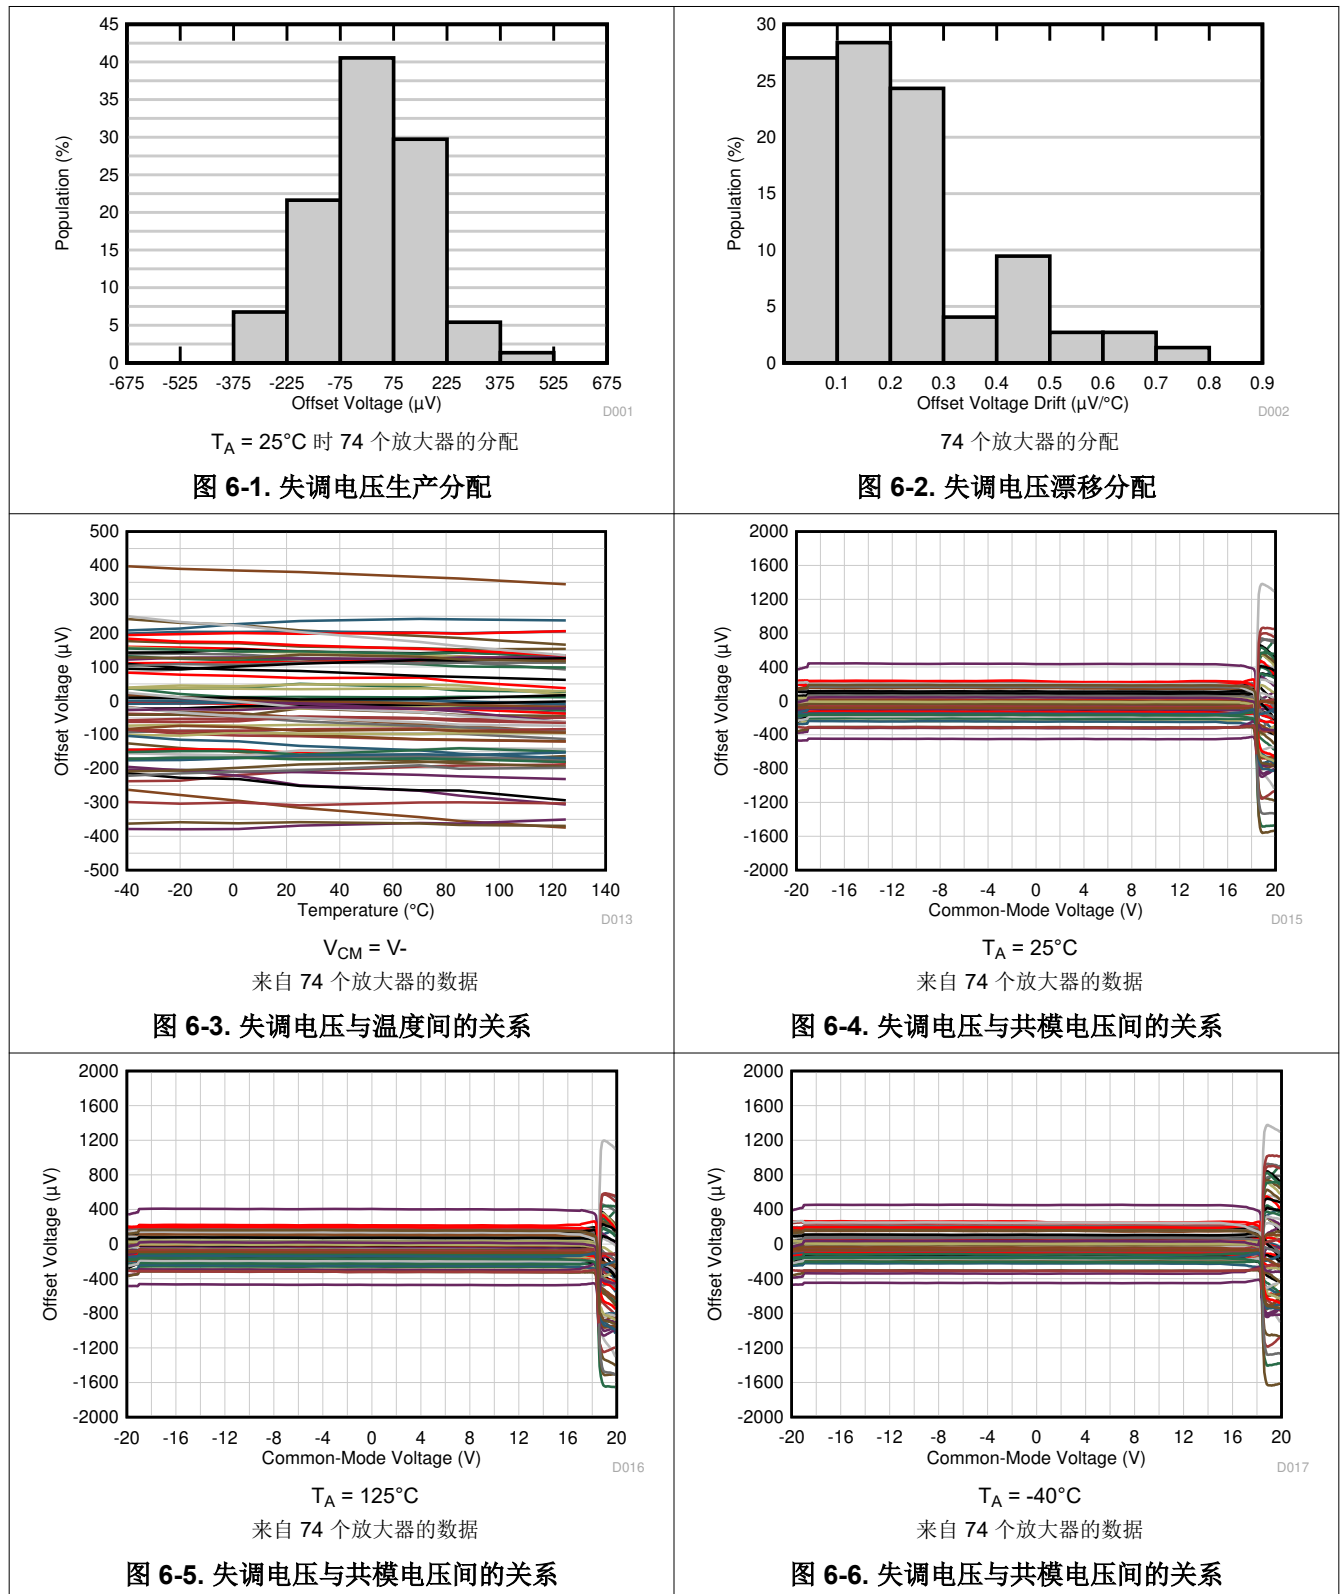 45
40
35
30
25
20
15
10
5
0
Population (%)
-675 -525 -375 -225 -75 75 225 375 525 675
Offset Voltage (µV)
D001
T_A = 25°C 时 74 个放大器的分配
图 6-1. 失调电压生产分配
30
25
20
15
10
5
0
Population (%)
0.1 0.2 0.3 0.4 0.5 0.6 0.7 0.8 0.9
Offset Voltage Drift (µV/°C)
D002
74 个放大器的分配
图 6-2. 失调电压漂移分配
500
400
300
200
100
0
-100
-200
-300
-400
-500
Offset Voltage (µV)
-40 -20 0 20 40 60 80 100 120 140
Temperature (°C)
D013
V_CM = V-
来自 74 个放大器的数据
图 6-3. 失调电压与温度间的关系
2000
1600
1200
800
400
0
-400
-800
-1200
-1600
-2000
Offset Voltage (µV)
-20 -16 -12 -8 -4 0 4 8 12 16 20
Common-Mode Voltage (V)
D015
T_A = 25°C
来自 74 个放大器的数据
图 6-4. 失调电压与共模电压间的关系
2000
1600
1200
800
400
0
-400
-800
-1200
-1600
-2000
Offset Voltage (µV)
-20 -16 -12 -8 -4 0 4 8 12 16 20
Common-Mode Voltage (V)
D016
T_A = 125°C
来自 74 个放大器的数据
图 6-5. 失调电压与共模电压间的关系
2000
1600
1200
800
400
0
-400
-800
-1200
-1600
-2000
Offset Voltage (µV)
-20 -16 -12 -8 -4 0 4 8 12 16 20
Common-Mode Voltage (V)
D017
T_A = -40°C
来自 74 个放大器的数据
图 6-6. 失调电压与共模电压间的关系